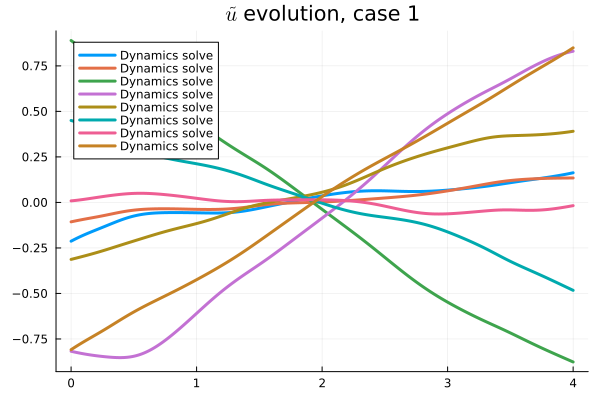 ũ evolution, case 1
Dynamics solve
Dynamics solve
Dynamics solve
Dynamics solve
Dynamics solve
Dynamics solve
Dynamics solve
Dynamics solve
0.75
0.50
0.25
0.00
−0.25
−0.50
−0.75
0 1 2 3 4